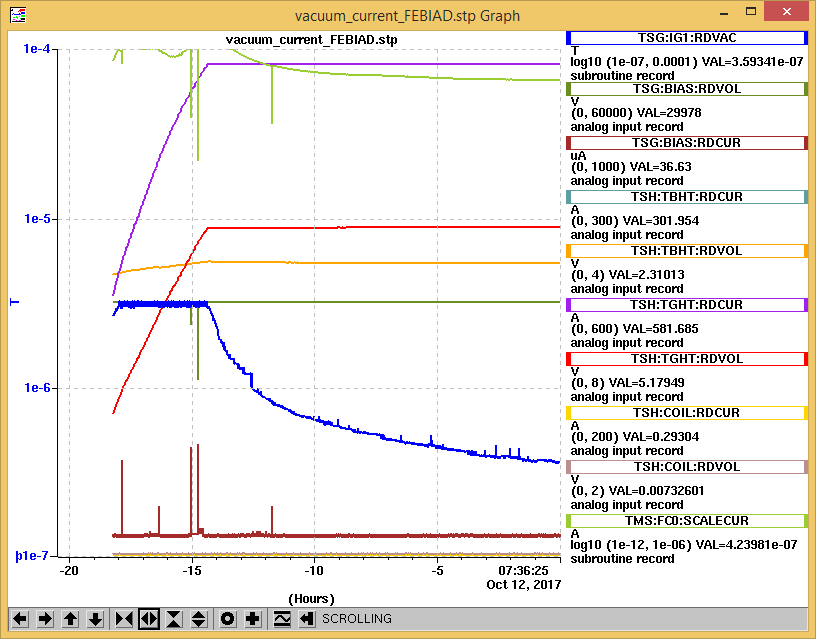 vacuum_current_FEBIAD.stp Graph
vacuum_current_FEBIAD.stp
1e-4
1e-5
T
1e-6
1e-7
-20
-15
-10
-5
07:36:25
Oct 12, 2017
(Hours)
TSG:IG1:RDVAC
T
log10 (1e-07, 0.0001) VAL=3.59341e-07
subroutine record
TSG:BIAS:RDVOL
V
(0, 60000) VAL=29978
analog input record
TSG:BIAS:RDCUR
uA
(0, 1000) VAL=36.63
analog input record
TSH:TBHT:RDCUR
A
(0, 300) VAL=301.954
analog input record
TSH:TBHT:RDVOL
V
(0, 4) VAL=2.31013
analog input record
TSH:TGHT:RDCUR
A
(0, 600) VAL=581.685
analog input record
TSH:TGHT:RDVOL
V
(0, 8) VAL=5.17949
analog input record
TSH:COIL:RDCUR
A
(0, 200) VAL=0.29304
analog input record
TSH:COIL:RDVOL
V
(0, 2) VAL=0.00732601
analog input record
TMS:FC0:SCALECUR
A
log10 (1e-12, 1e-06) VAL=4.23981e-07
subroutine record
SCROLLING